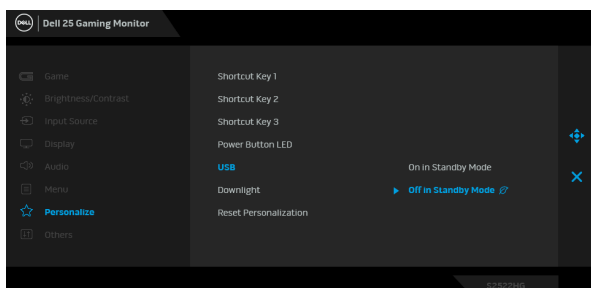 DELL
Dell 25 Gaming Monitor
Game
Brightness/Contrast
Input Source
Display
Audio
Menu
Personalize
Others
Shortcut Key 1
Shortcut Key 2
Shortcut Key 3
Power Button LED
USB
Downlight
Reset Personalization
On in Standby Mode
Off in Standby Mode
S2522HG